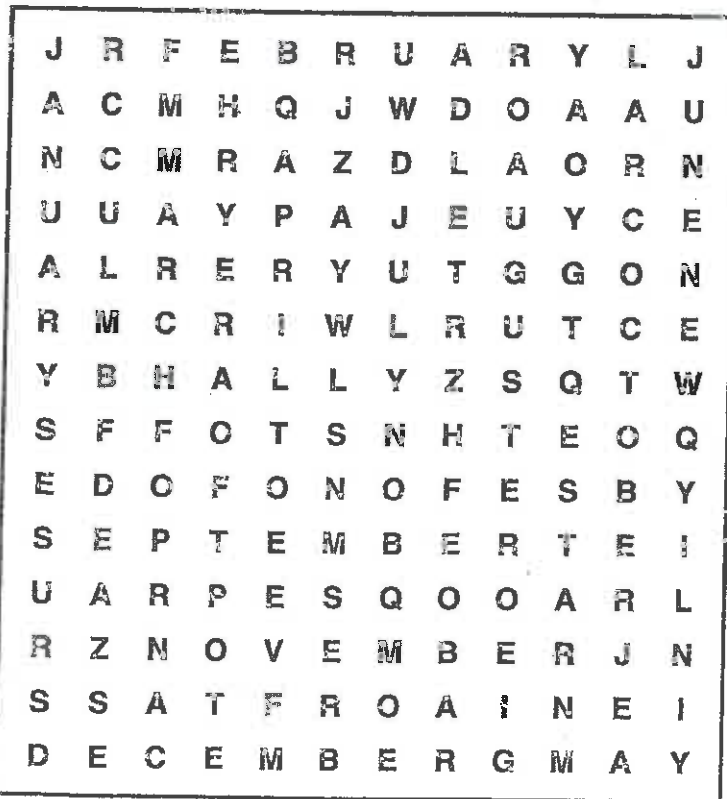 J R F E B R U A R Y L J
A C M H Q J W D O A A U
N C M R A Z D L A O R N
U U A Y P A J E U Y C E
A L R E R Y U T G G O N
R M C R I W L R U T C E
Y B H A L L Y Z S Q T W
S F F O T S N H T E O Q
E D O F O N O F E S B Y
S E P T E M B E R T E I
U A R P E S Q O O A R L
R Z N O V E M B E R J N
S S A T F R O A I N E I
D E C E M B E R G M A Y